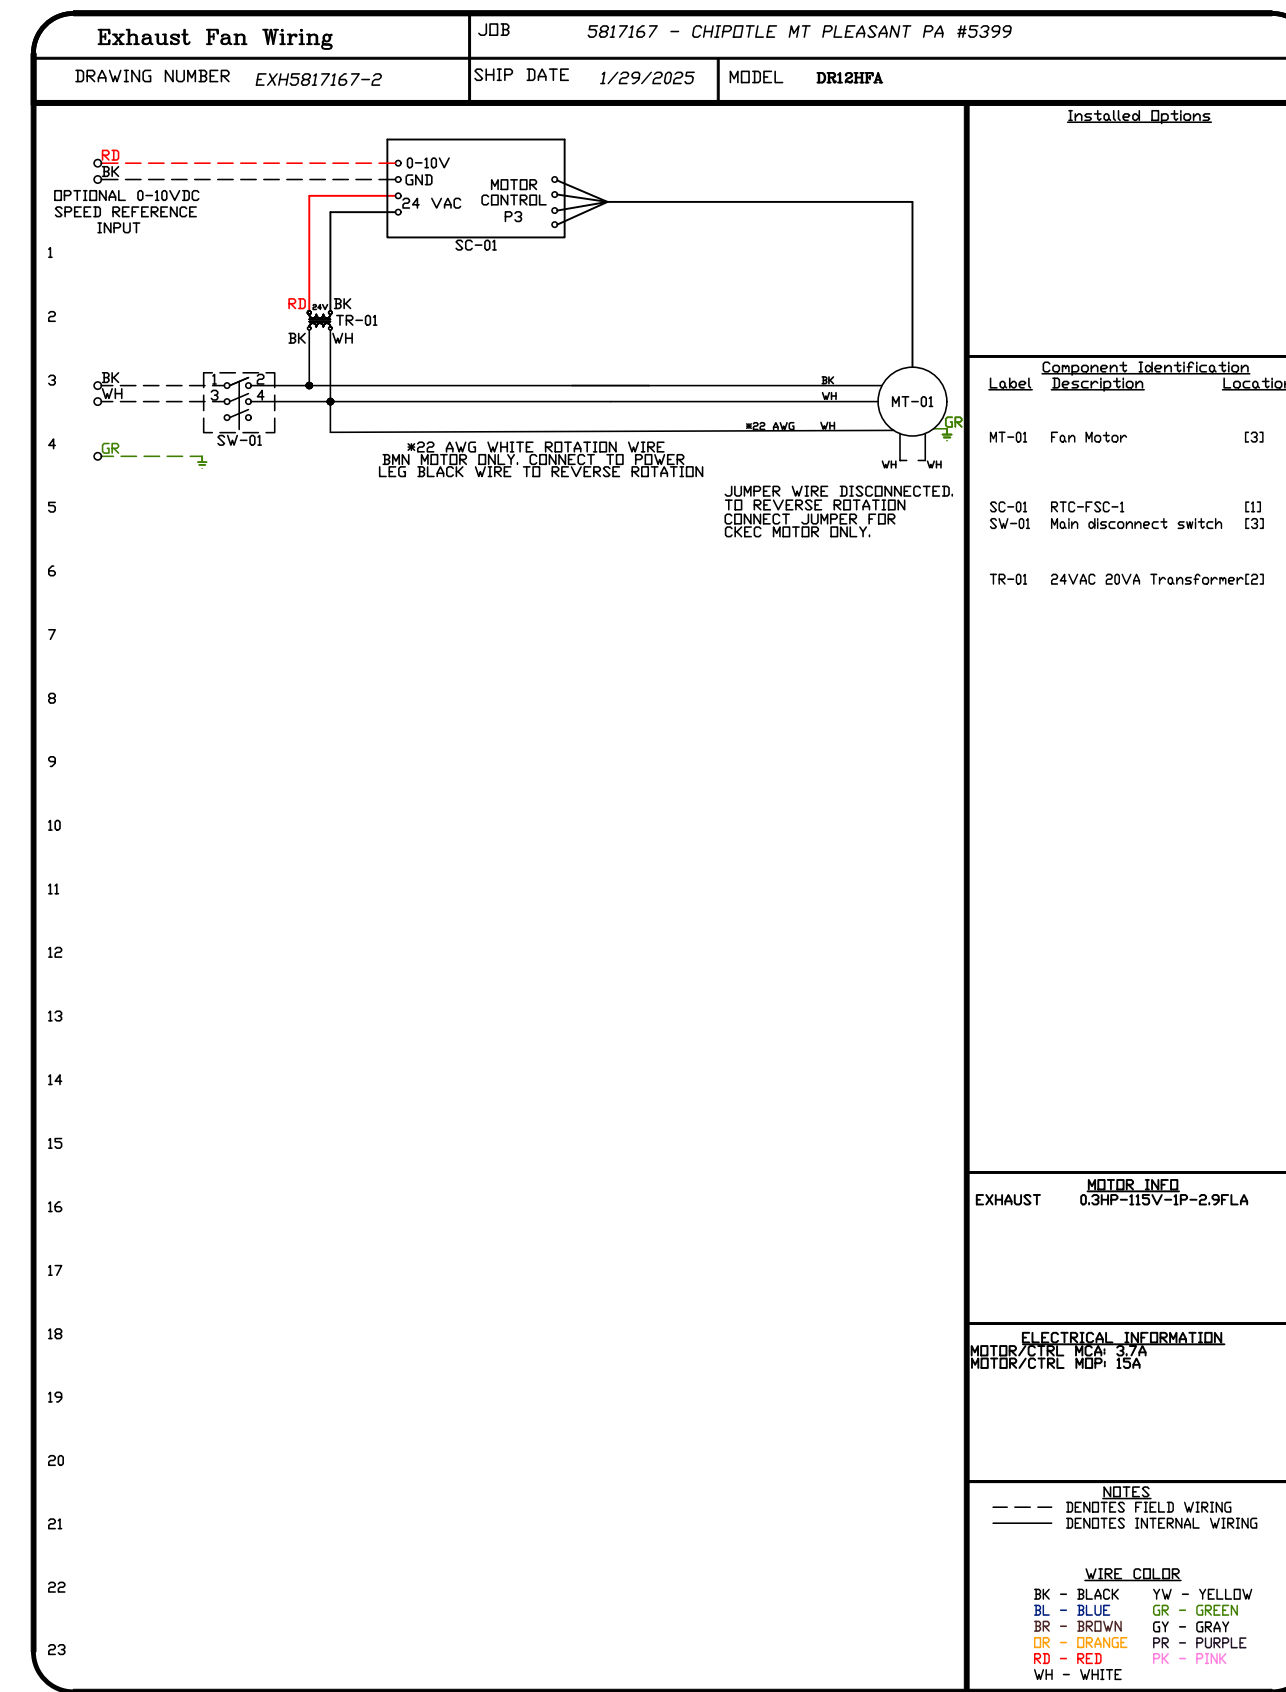 Exhaust Fan Wiring
JOB 5817167 - CHIPOTLE MT PLEASANT PA #5399
DRAWING NUMBER EXH5817167-2
SHIP DATE 1/29/2025
MODEL DR12HFA
RD
BK
OPTIONAL 0-10VDC
SPEED REFERENCE
INPUT
0-10V
GND
24 VAC
MOTOR
CONTROL
P3
SC-01
RD 24V BK
TR-01
BK WH
BK
WH
1 2
3 4
SW-01
GR
BK
WH
*22 AWG WH
MT-01
GR
WH WH
*22 AWG WHITE ROTATION WIRE
BMN MOTOR ONLY. CONNECT TO POWER
LEG BLACK WIRE TO REVERSE ROTATION
JUMPER WIRE DISCONNECTED.
TO REVERSE ROTATION
CONNECT JUMPER FOR
CKEC MOTOR ONLY.
1
2
3
4
5
6
7
8
9
10
11
12
13
14
15
16
17
18
19
20
21
22
23
Installed Options
Component Identification
Label Description Location
MT-01 Fan Motor [3]
SC-01 RTC-FSC-1 [1]
SW-01 Main disconnect switch [3]
TR-01 24VAC 20VA Transformer[2]
MOTOR INFO
EXHAUST 0.3HP-115V-1P-2.9FLA
ELECTRICAL INFORMATION
MOTOR/CTRL MCA: 3.7A
MOTOR/CTRL MOP: 15A
NOTES
DENOTES FIELD WIRING
DENOTES INTERNAL WIRING
WIRE COLOR
BK - BLACK YW - YELLOW
BL - BLUE GR - GREEN
BR - BROWN GY - GRAY
OR - ORANGE PR - PURPLE
RD - RED PK - PINK
WH - WHITE